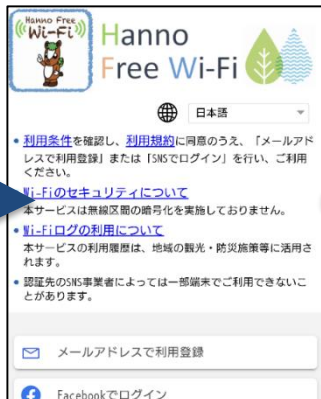 Hanno Free
Wi-Fi
Hanno
Free Wi-Fi
日本語
利用条件を確認し、利用規約に同意のうえ、「メールアド
レスで利用登録」または「SNSでログイン」を行い、ご利用
ください。
Wi-Fiのセキュリティについて
本サービスは無線区間の暗号化を実施しておりません。
Wi-Fiログの利用について
本サービスの利用履歴は、地域の観光・防災施策等に活用さ
れます。
認証先のSNS事業者によっては一部端末でご利用できないこ
とがあります。
メールアドレスで利用登録
Facebookでログイン